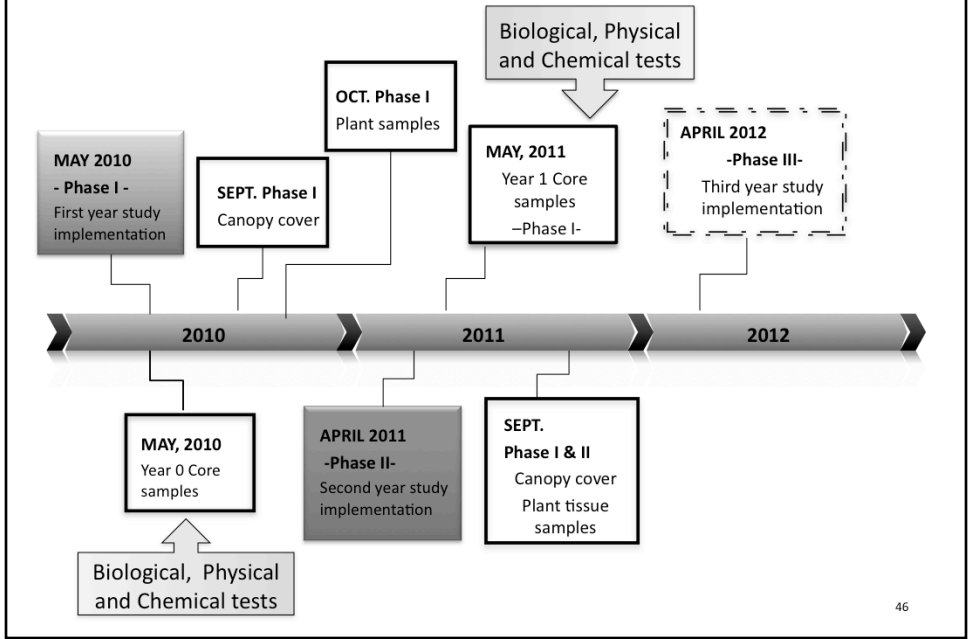 Biological, Physical
and Chemical tests
OCT. Phase I
Plant samples
MAY 2010
- Phase I -
First year study
implementation
SEPT. Phase I
Canopy cover
MAY, 2011
Year 1 Core
samples
–Phase I-
APRIL 2012
-Phase III-
Third year study
implementation
2010
2011
2012
MAY, 2010
Year 0 Core
samples
APRIL 2011
-Phase II-
Second year study
implementation
SEPT.
Phase I & II
Canopy cover
Plant tissue
samples
Biological, Physical
and Chemical tests
46